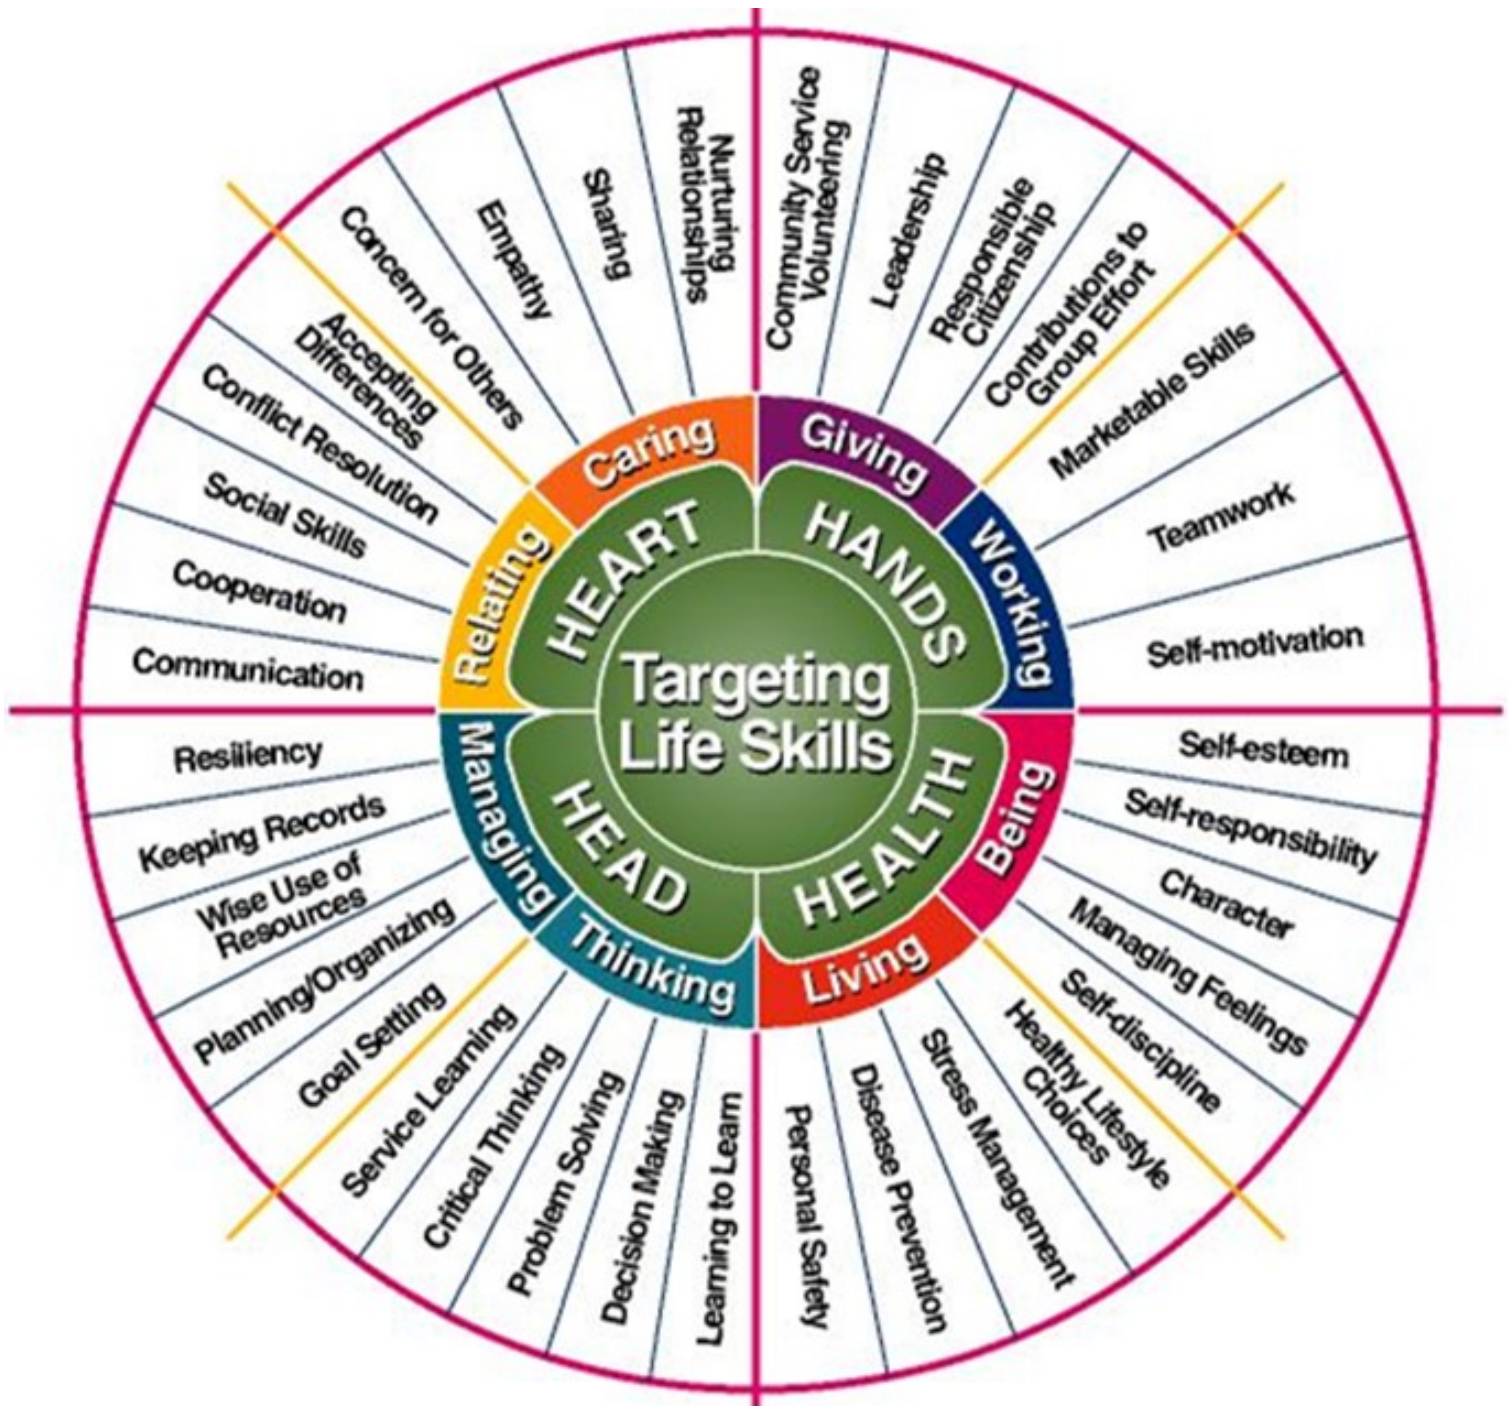 Targeting
Life Skills
HEART
HANDS
HEALTH
HEAD
Caring
Giving
Working
Being
Living
Thinking
Managing
Relating
Community Service
Volunteering
Leadership
Responsible
Citizenship
Contributions to
Group Effort
Marketable Skills
Teamwork
Self-motivation
Self-esteem
Self-responsibility
Character
Managing Feelings
Self-discipline
Healthy Lifestyle
Choices
Stress Management
Disease Prevention
Personal Safety
Learning to Learn
Decision Making
Problem Solving
Critical Thinking
Service Learning
Goal Setting
Planning/Organizing
Wise Use of
Resources
Keeping Records
Resiliency
Communication
Cooperation
Social Skills
Conflict Resolution
Accepting
Differences
Concern for Others
Empathy
Sharing
Nurturing
Relationships